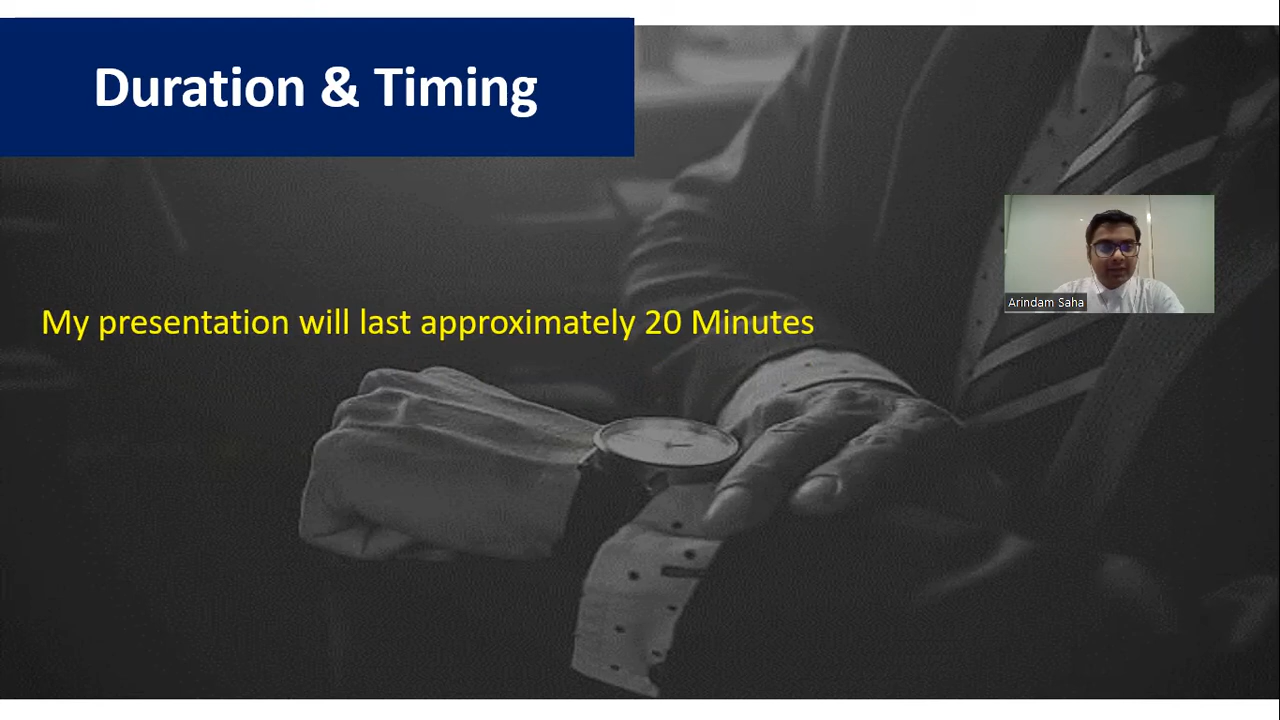 Duration & Timing
My presentation will last approximately 20 Minutes
Arindam Saha